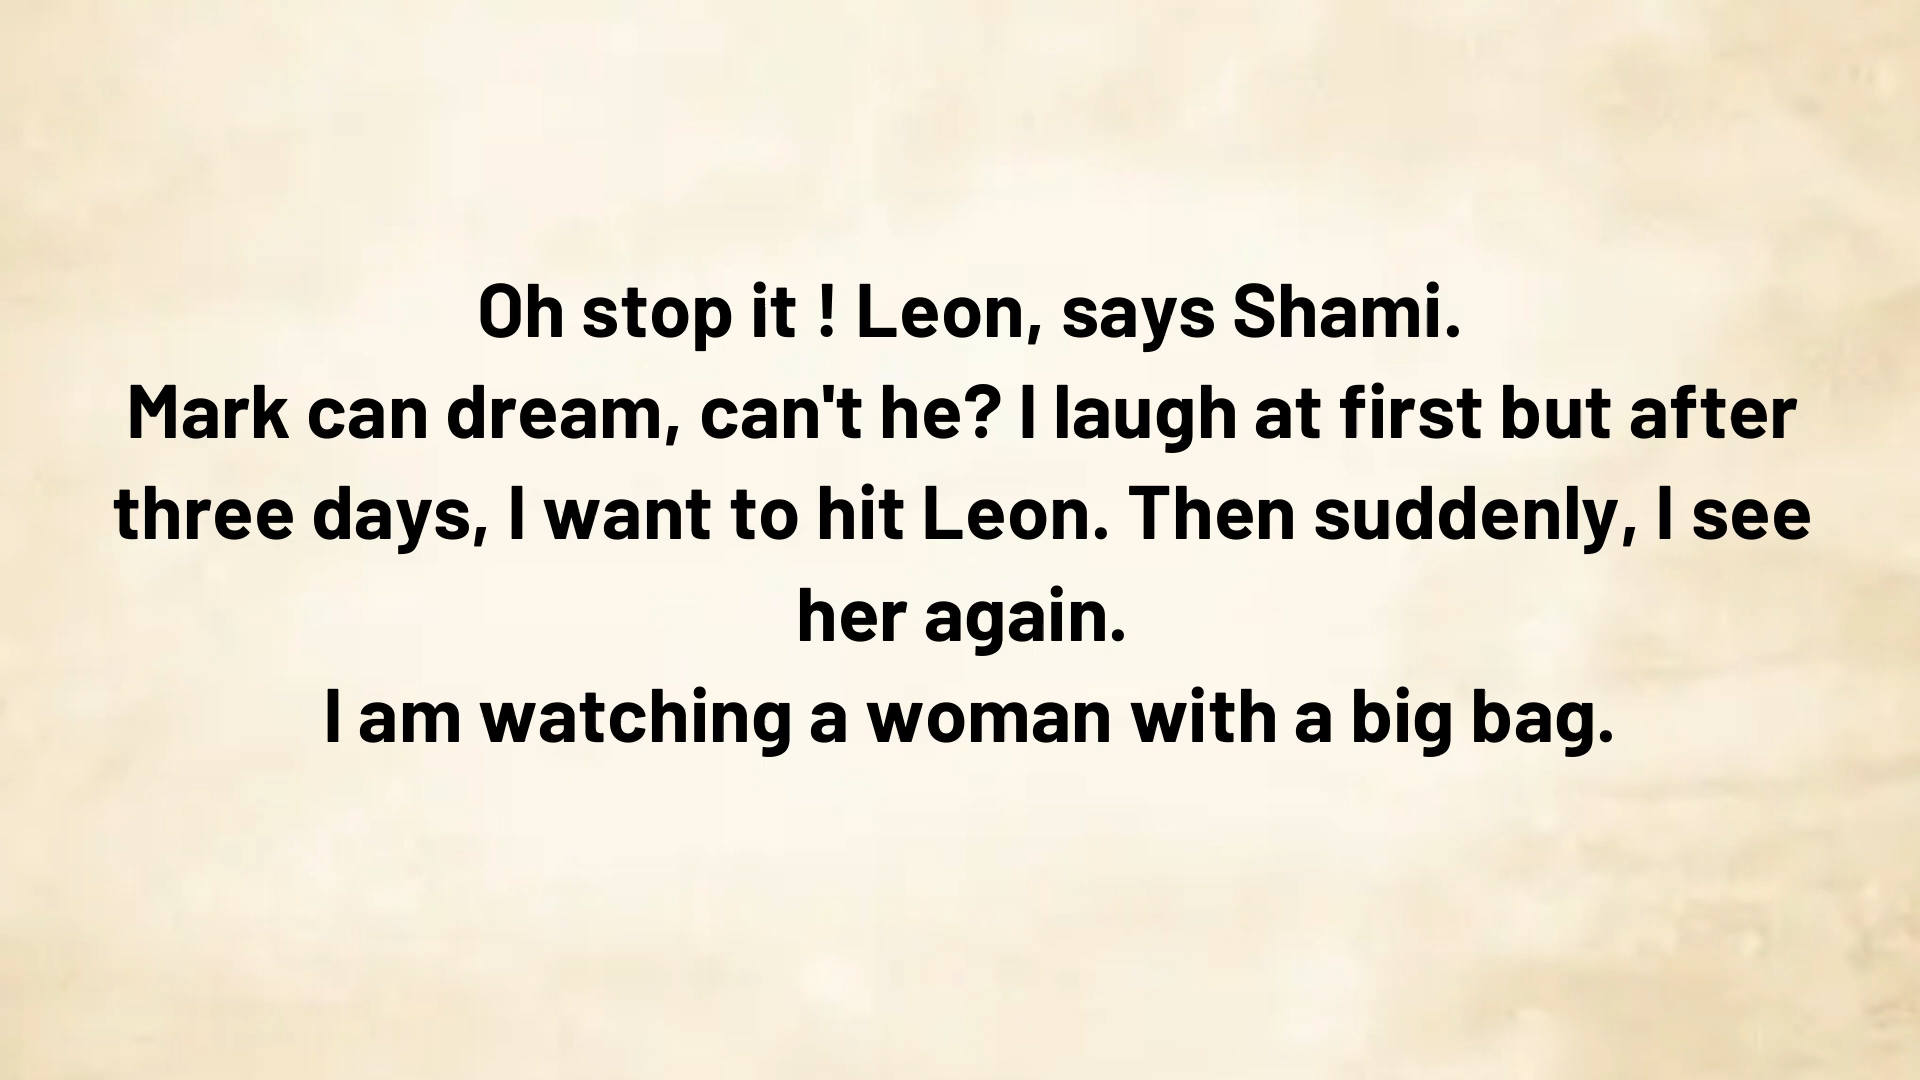 Oh stop it ! Leon, says Shami.
Mark can dream, can't he? I laugh at first but after
three days, I want to hit Leon. Then suddenly, I see
her again.
I am watching a woman with a big bag.